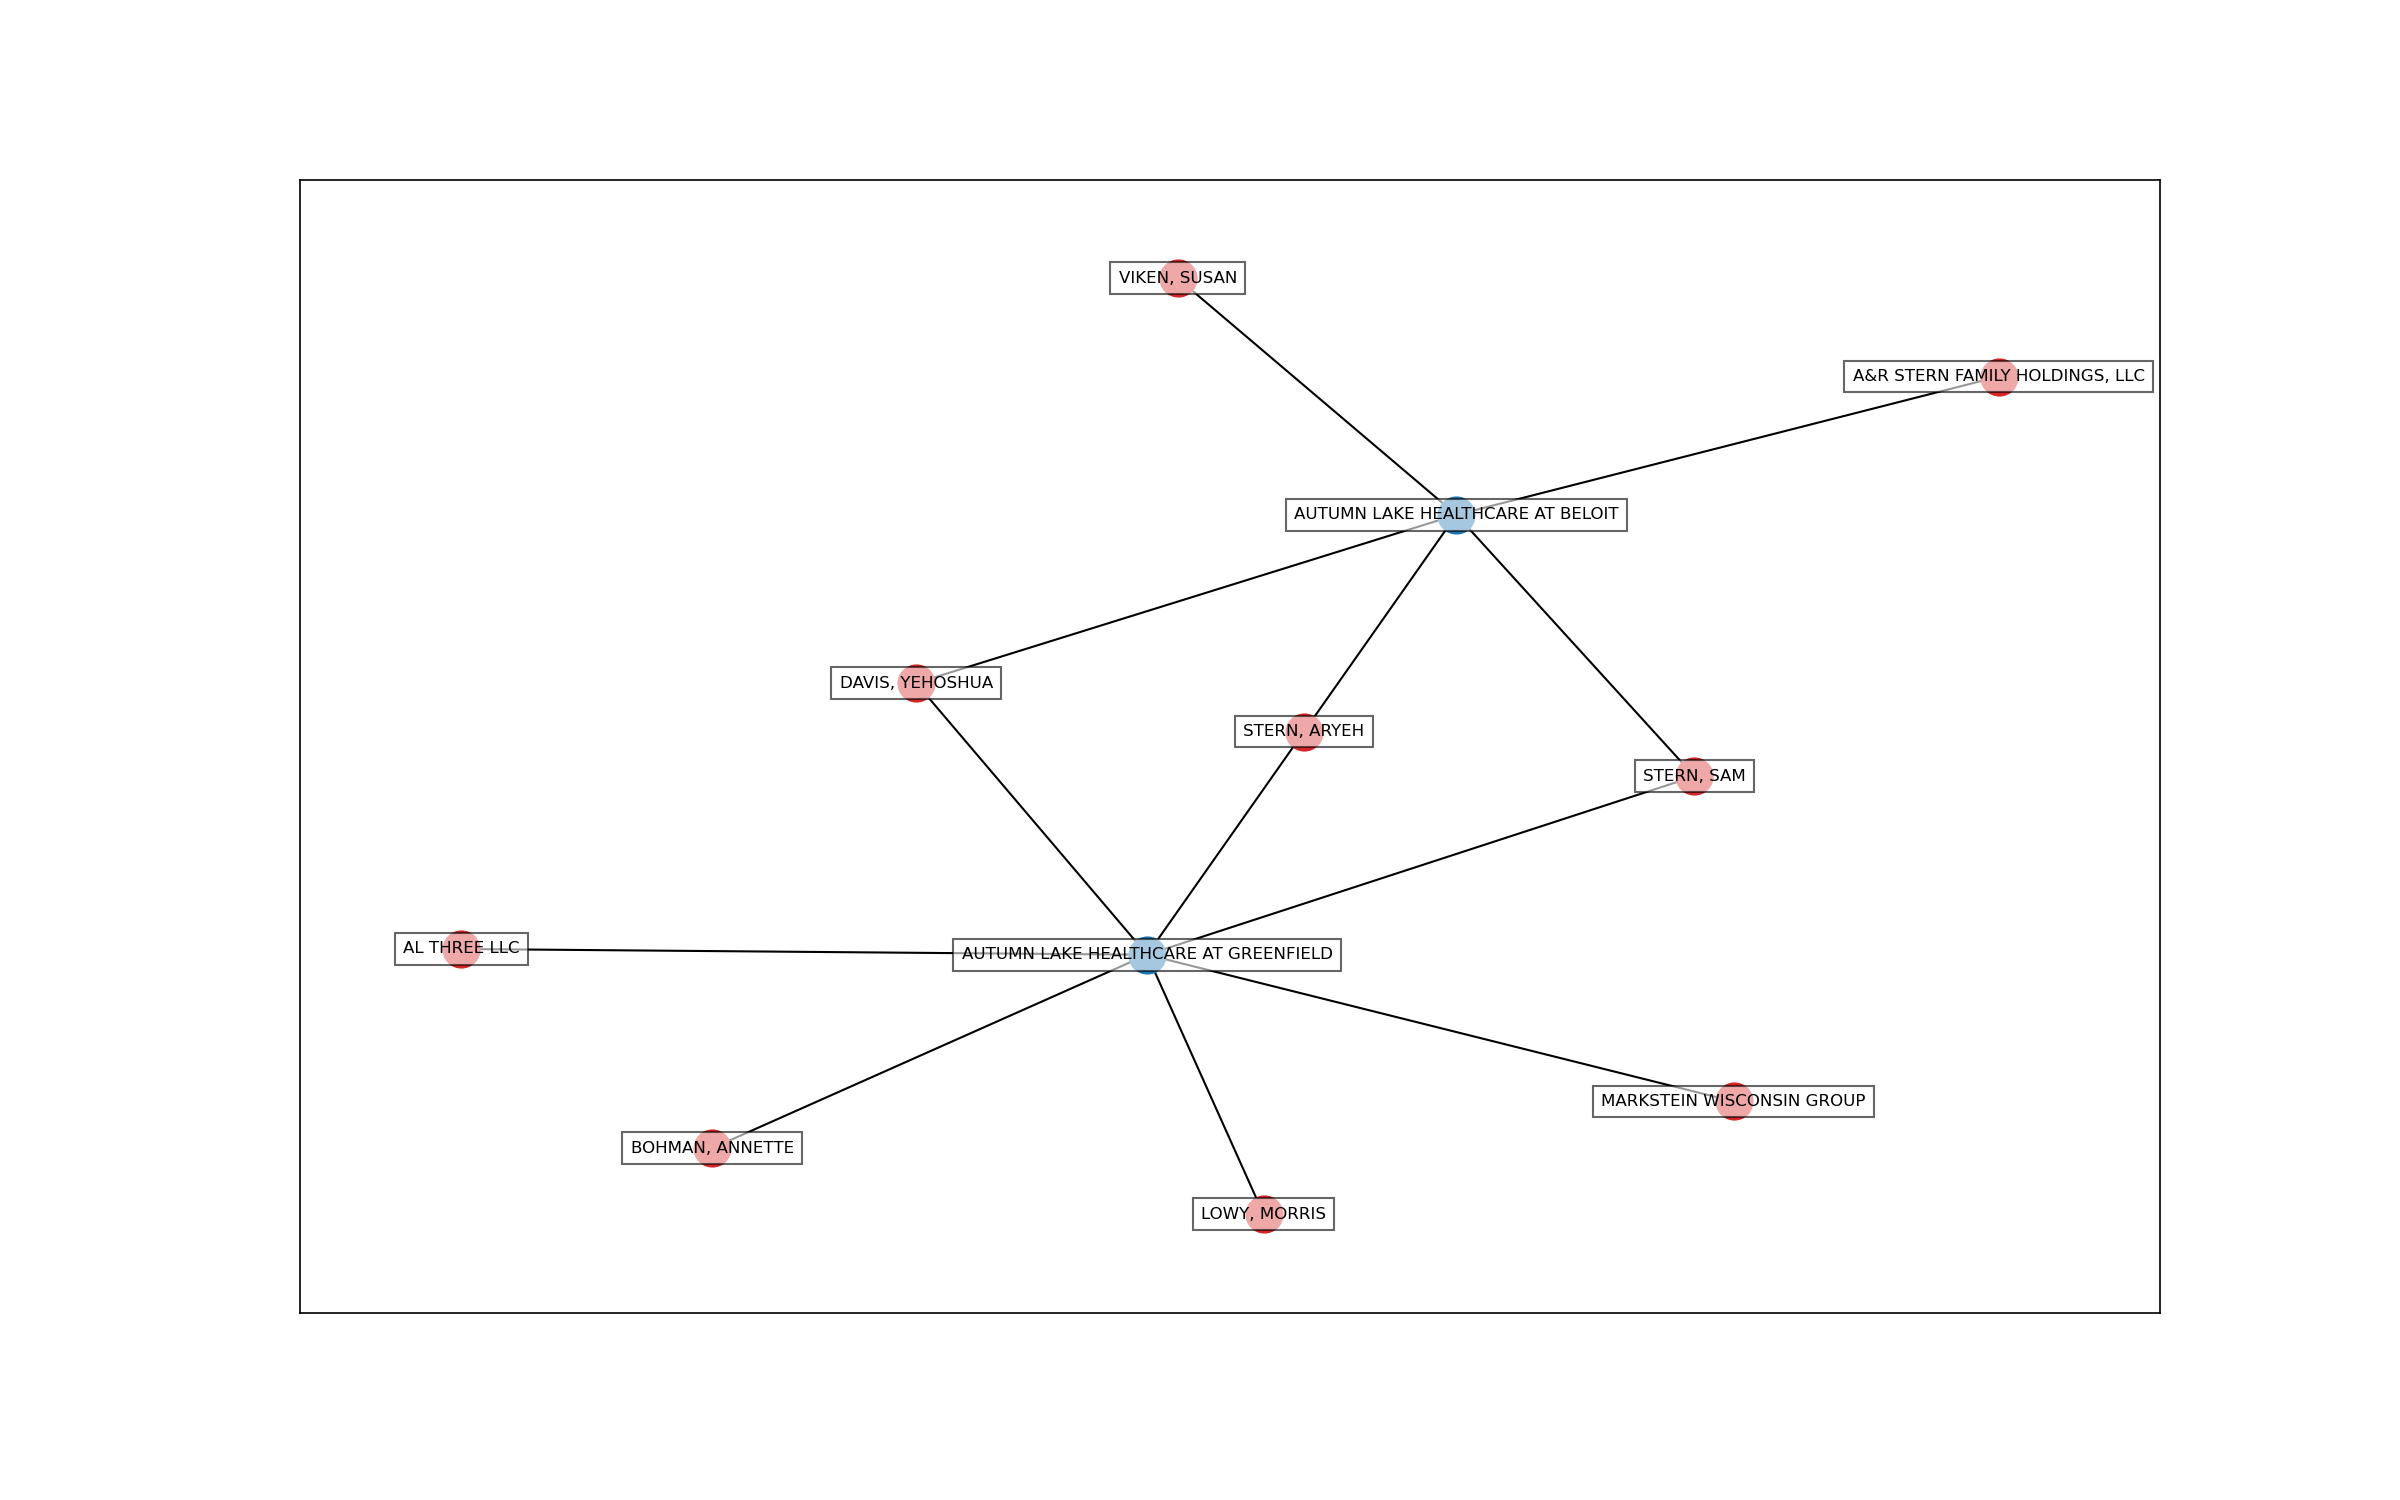 VIKEN, SUSAN
A&R STERN FAMILY HOLDINGS, LLC
AUTUMN LAKE HEALTHCARE AT BELOIT
DAVIS, YEHOSHUA
STERN, ARYEH
STERN, SAM
AL THREE LLC
AUTUMN LAKE HEALTHCARE AT GREENFIELD
MARKSTEIN WISCONSIN GROUP
BOHMAN, ANNETTE
LOWY, MORRIS